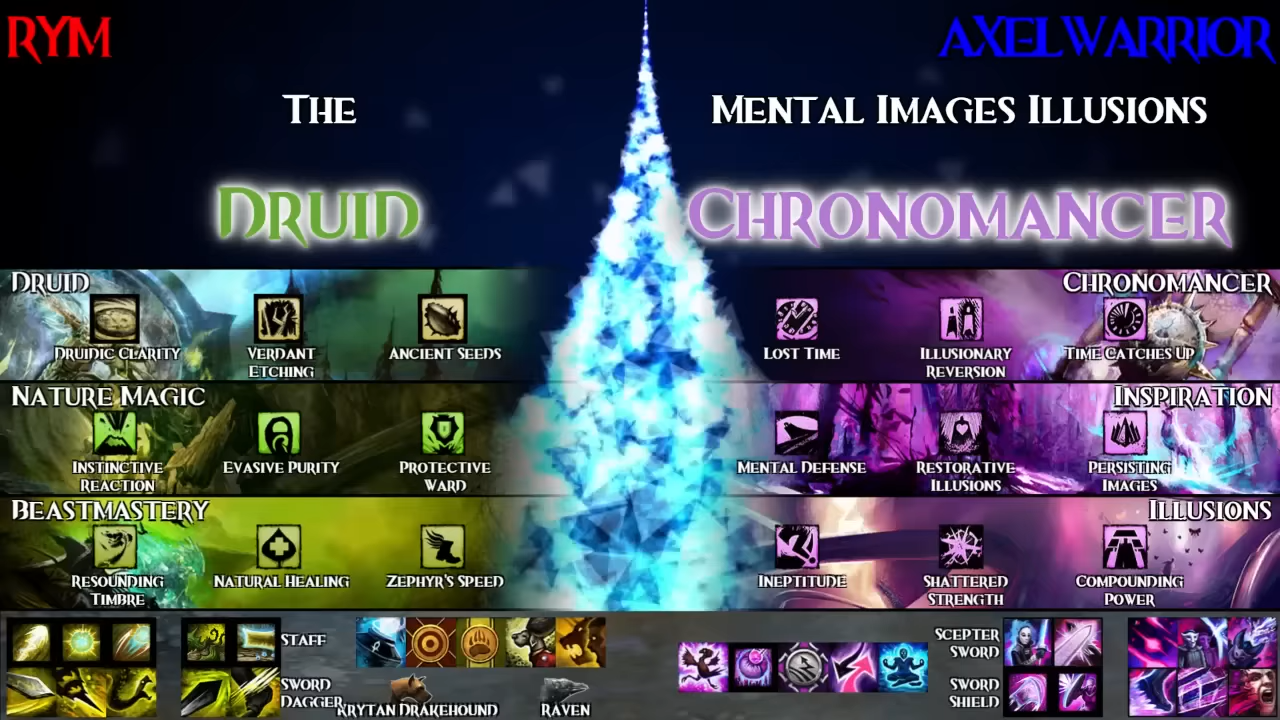 RYM
AXELWARRIOR
THE
MENTAL IMAGES ILLUSIONS
DRUID
CHRONOMANCER
DRUID
DRUIDIC CLARITY
VERDANT
ETCHING
ANCIENT SEEDS
CHRONOMANCER
LOST TIME
ILLUSIONARY
REVERSION
TIME CATCHES UP
NATURE MAGIC
INSTINCTIVE
REACTION
EVASIVE PURITY
PROTECTIVE
WARD
INSPIRATION
MENTAL DEFENSE
RESTORATIVE
ILLUSIONS
PERSISTING
IMAGES
BEASTMASTERY
RESOUNDING
TIMBRE
NATURAL HEALING
ZEPHYR'S SPEED
ILLUSIONS
INEPTITUDE
SHATTERED
STRENGTH
COMPOUNDING
POWER
STAFF
SWORD
DAGGER
KRYTAN DRAKEHOUND
RAVEN
SCEPTER
SWORD
SWORD
SHIELD